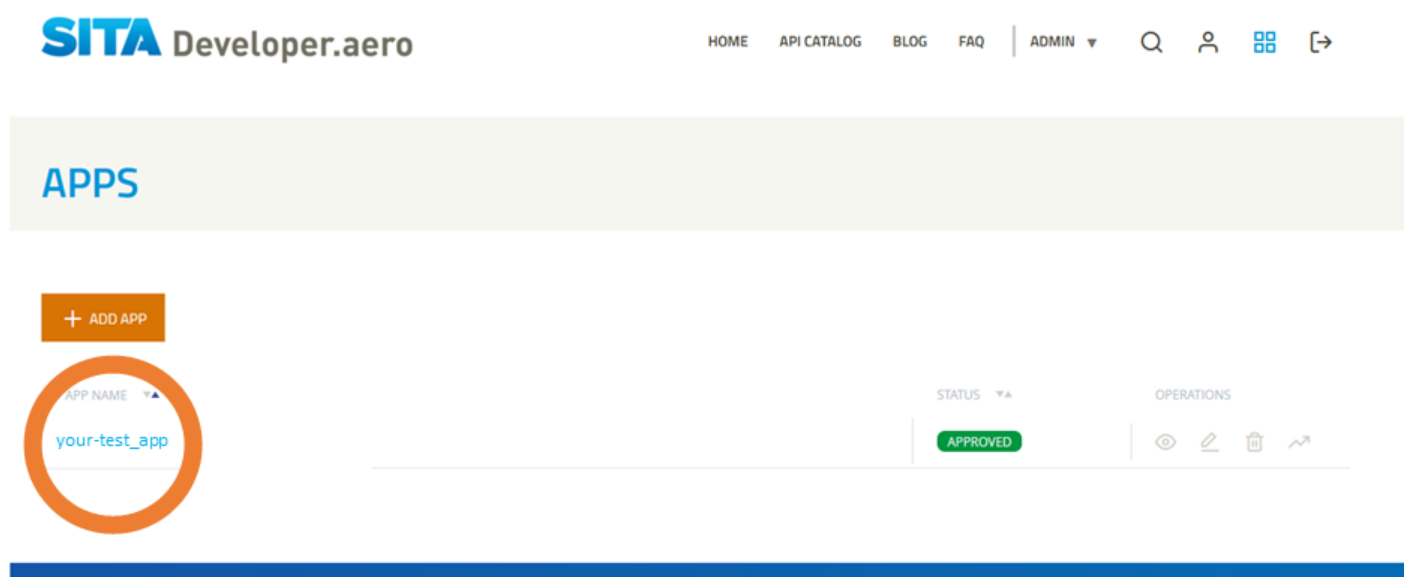 SITA Developer.aero
HOME API CATALOG BLOG FAQ ADMIN
APPS
+ ADD APP
APP NAME STATUS OPERATIONS
your-test_app APPROVED